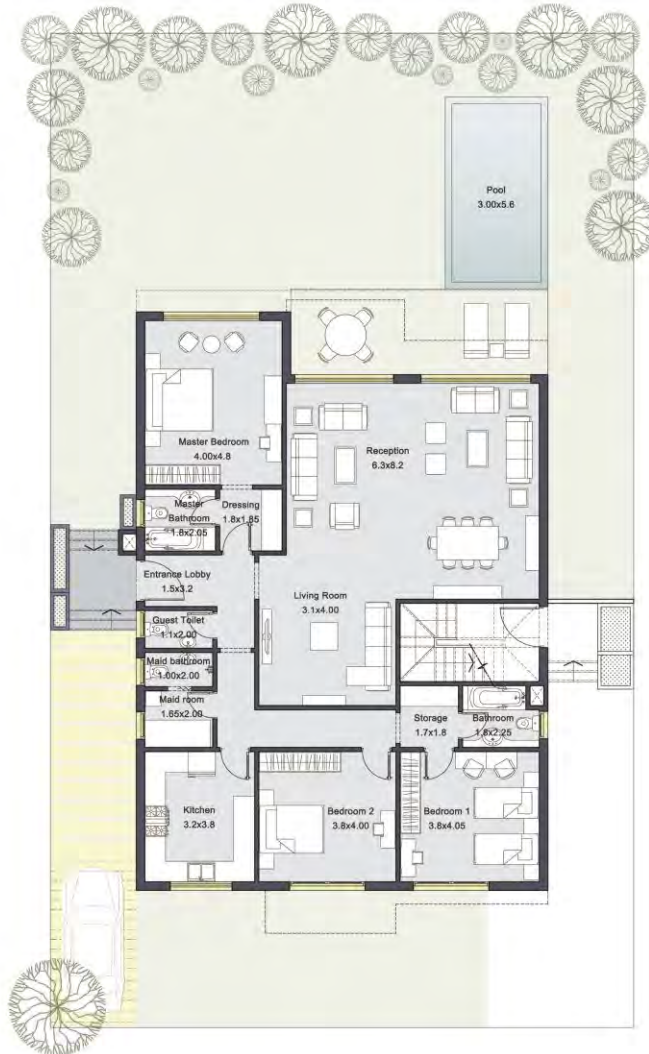 Pool
3.00x5.6
Master Bedroom
4.00x4.8
Reception
6.3x8.2
Master
Bathroom
1.8x2.05
Dressing
1.8x1.85
Entrance Lobby
1.5x3.2
Living Room
3.1x4.00
Guest Toilet
1.1x2.00
Maid bathroom
1.00x2.00
Maid room
1.65x2.00
Storage
1.7x1.8
Bathroom
1.8x2.25
Kitchen
3.2x3.8
Bedroom 2
3.8x4.00
Bedroom 1
3.8x4.05